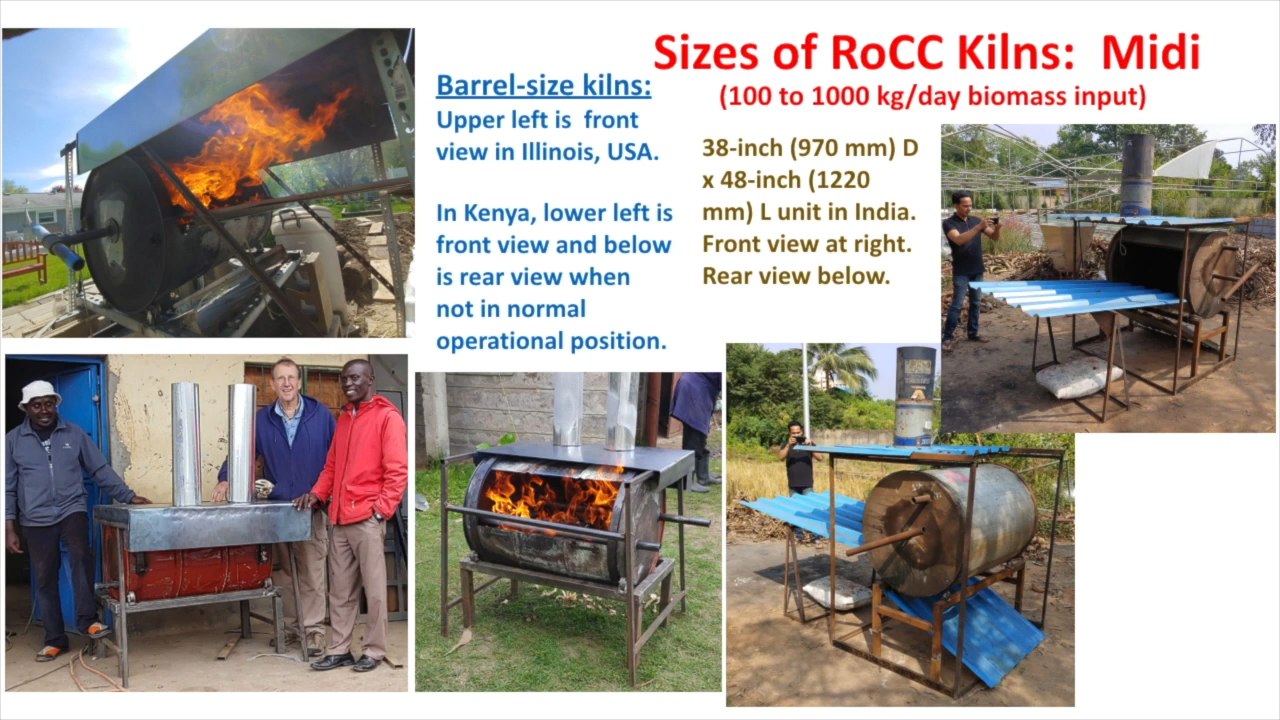 Sizes of RoCC Kilns: Midi
(100 to 1000 kg/day biomass input)
Barrel-size kilns:
Upper left is front
view in Illinois, USA.
In Kenya, lower left is
front view and below
is rear view when
not in normal
operational position.
38-inch (970 mm) D
x 48-inch (1220
mm) L unit in India.
Front view at right.
Rear view below.